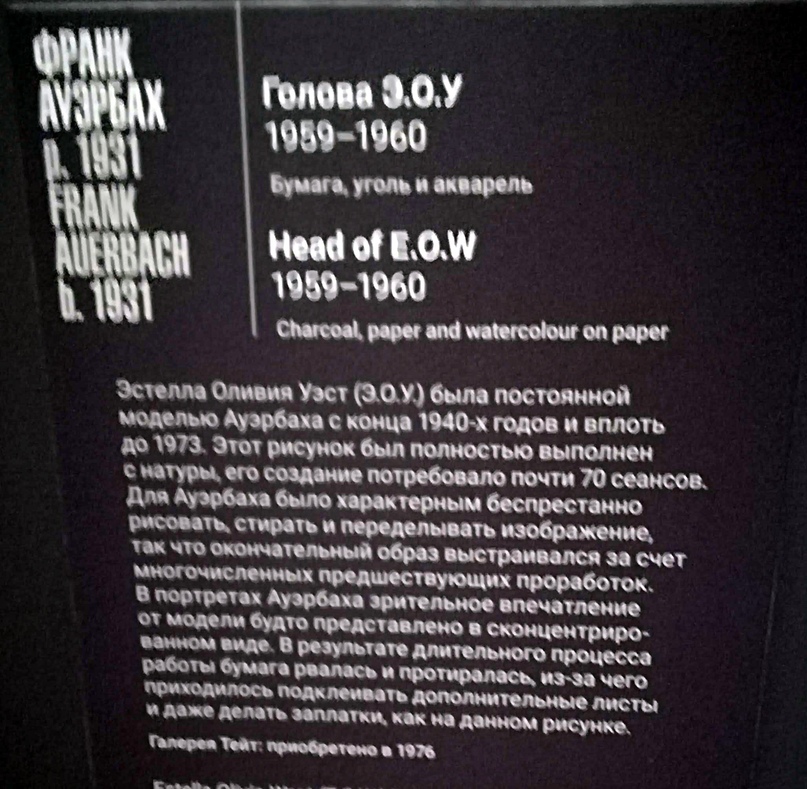 ФРАНК
АУЭРБАХ
р. 1931
FRANK
AUERBACH
b. 1931
Голова Э.О.У
1959–1960
Бумага, уголь и акварель
Head of E.O.W
1959–1960
Charcoal, paper and watercolour on paper
Эстелла Оливия Уэст (Э.О.У.) была постоянной
моделью Ауэрбаха с конца 1940-х годов и вплоть
до 1973. Этот рисунок был полностью выполнен
с натуры, его создание потребовало почти 70 сеансов.
Для Ауэрбаха было характерным беспрестанно
рисовать, стирать и переделывать изображение,
так что окончательный образ выстраивался за счет
многочисленных предшествующих проработок.
В портретах Ауэрбаха зрительное впечатление
от модели будто представлено в сконцентриро-
ванном виде. В результате длительного процесса
работы бумага рвалась и протиралась, из-за чего
приходилось подклеивать дополнительные листы
и даже делать заплатки, как на данном рисунке.
Галерея Тейт: приобретено в 1976